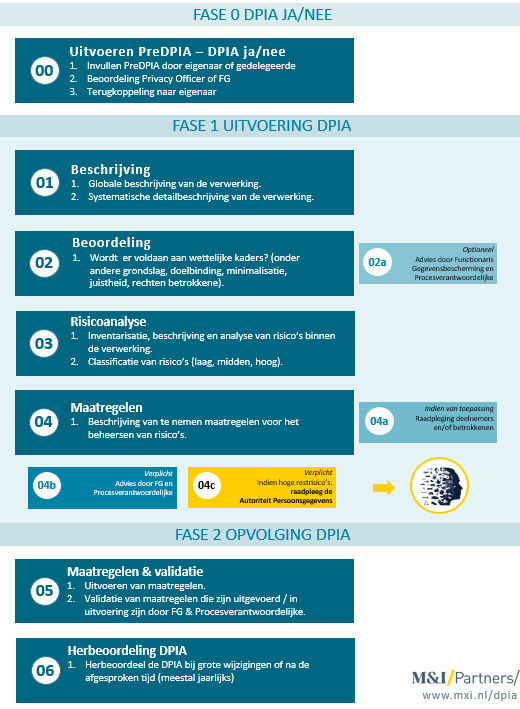 FASE 0 DPIA JA/NEE
00
Uitvoeren PreDPIA – DPIA ja/nee
1. Invullen PreDPIA door eigenaar of gedelegeerde
2. Beoordeling Privacy Officer of FG
3. Terugkoppeling naar eigenaar
FASE 1 UITVOERING DPIA
01
Beschrijving
1. Globale beschrijving van de verwerking.
2. Systematische detailbeschrijving van de verwerking.
02
Beoordeling
1. Wordt er voldaan aan wettelijke kaders? (onder
andere grondslag, doelbinding, minimalisatie,
juistheid, rechten betrokkene).
02a
Optioneel
Advies door Functionaris
Gegevensbescherming en
Procesverantwoordelijke
03
Risicoanalyse
1. Inventarisatie, beschrijving en analyse van risico's binnen
de verwerking.
2. Classificatie van risico's (laag, midden, hoog).
04
Maatregelen
1. Beschrijving van te nemen maatregelen voor het
beheersen van risico's.
04a
Indien van toepassing
Raadpleging deelnemers
en/of betrokkenen
04b
Verplicht
Advies door FG en
Procesverantwoordelijke
04c
Verplicht
Indien hoge restrisico's:
raadpleeg de
Autoriteit Persoonsgegevens
FASE 2 OPVOLGING DPIA
05
Maatregelen & validatie
1. Uitvoeren van maatregelen.
2. Validatie van maatregelen die zijn uitgevoerd / in
uitvoering zijn door FG & Procesverantwoordelijke.
06
Herbeoordeling DPIA
1. Herbeoordeel de DPIA bij grote wijzigingen of na de
afgesproken tijd (meestal jaarlijks)
M&I/Partners/
www.mxi.nl/dpia